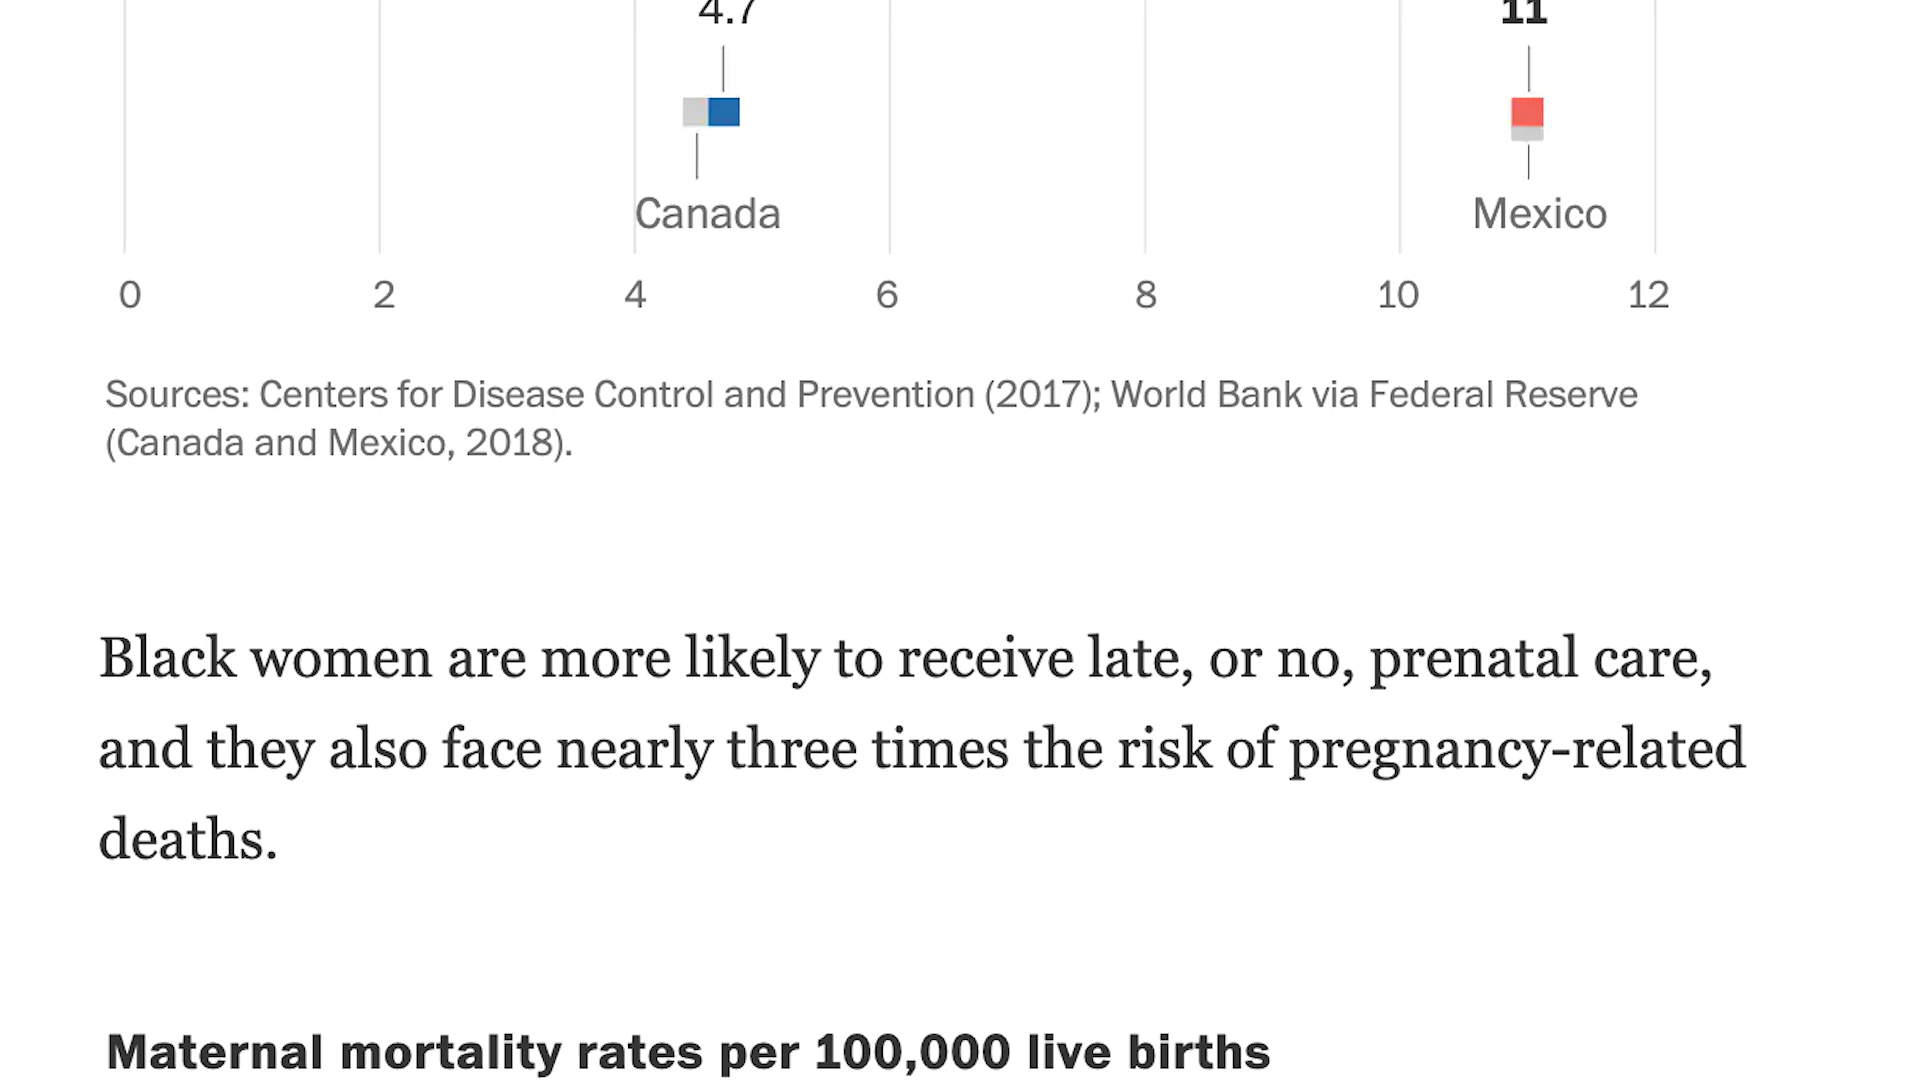 4.7
11
Canada
Mexico
0 2 4 6 8 10 12
Sources: Centers for Disease Control and Prevention (2017); World Bank via Federal Reserve
(Canada and Mexico, 2018).
Black women are more likely to receive late, or no, prenatal care,
and they also face nearly three times the risk of pregnancy-related
deaths.
Maternal mortality rates per 100,000 live births